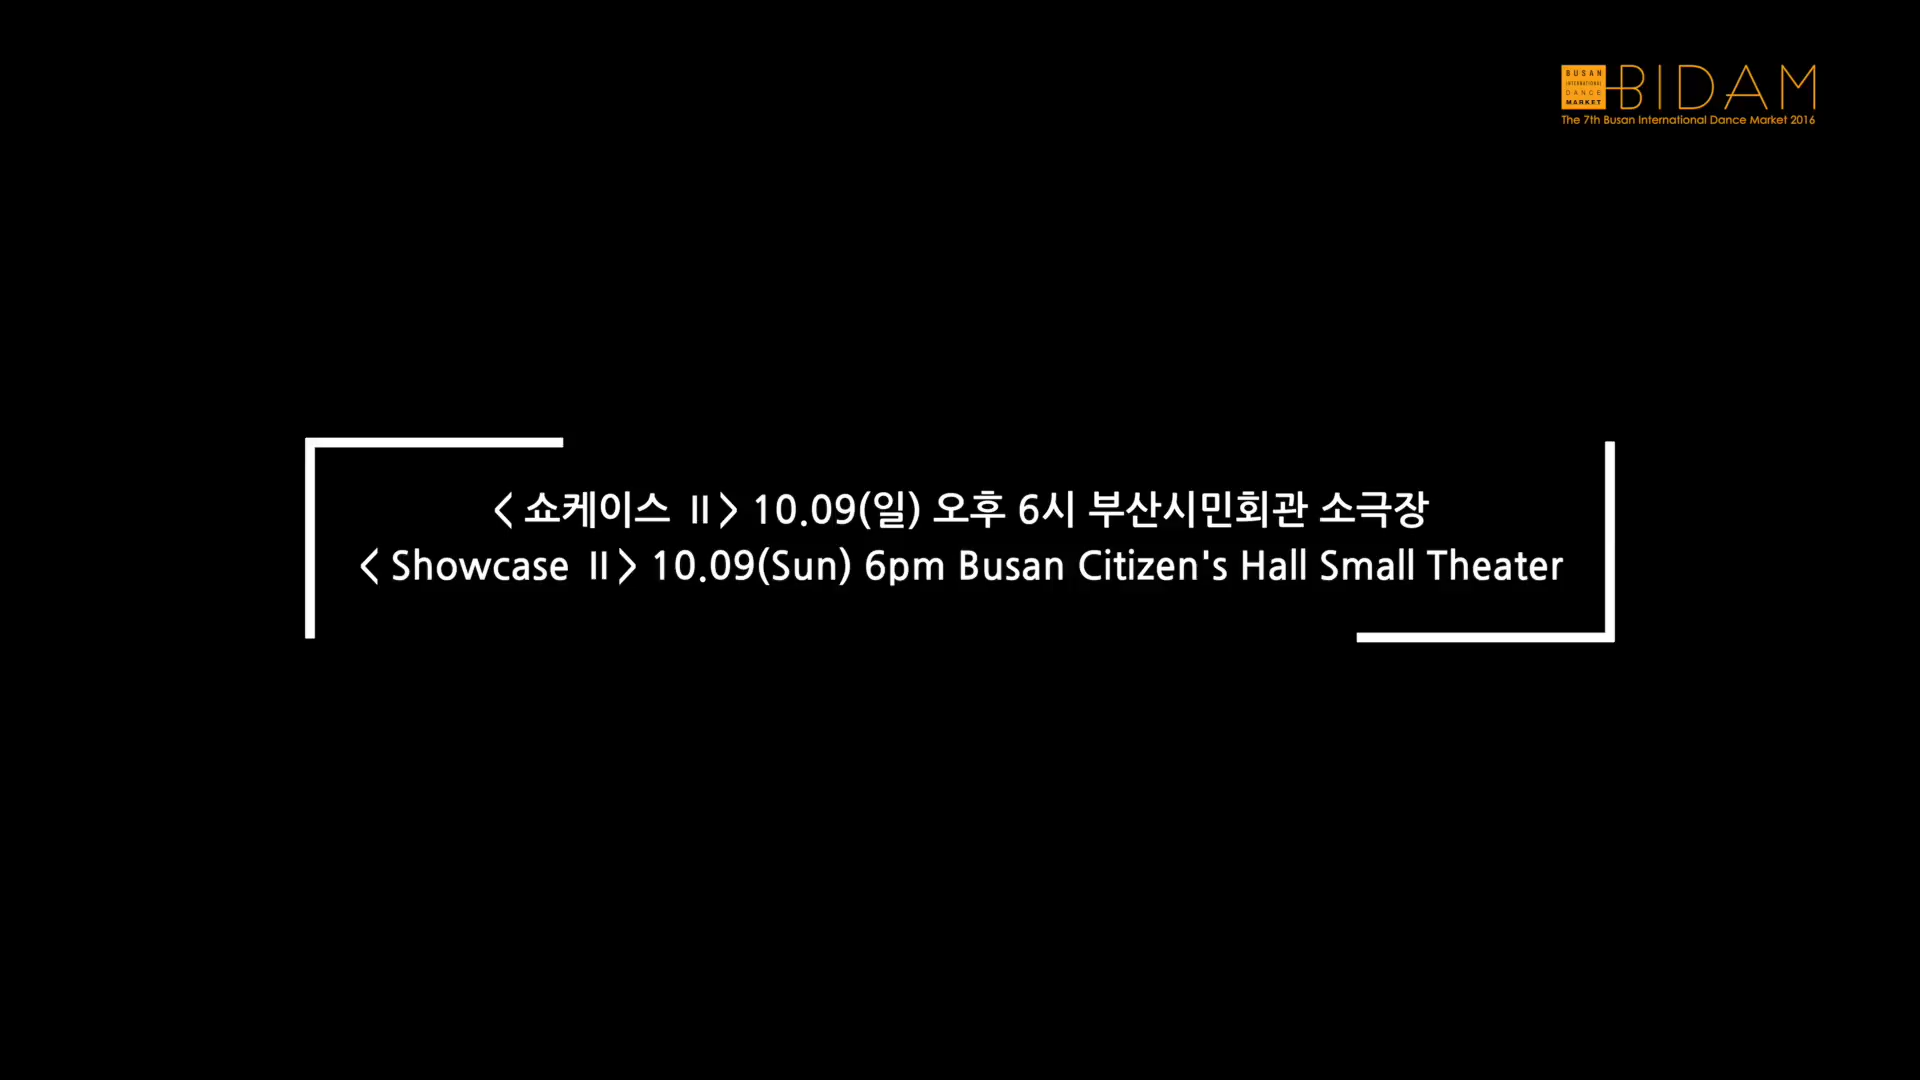 BUSAN
INTERNATIONAL
DANCE
MARKET
BIDAM
The 7th Busan International Dance Market 2016
< 쇼케이스 Ⅱ> 10.09(일) 오후 6시 부산시민회관 소극장
< Showcase Ⅱ> 10.09(Sun) 6pm Busan Citizen's Hall Small Theater